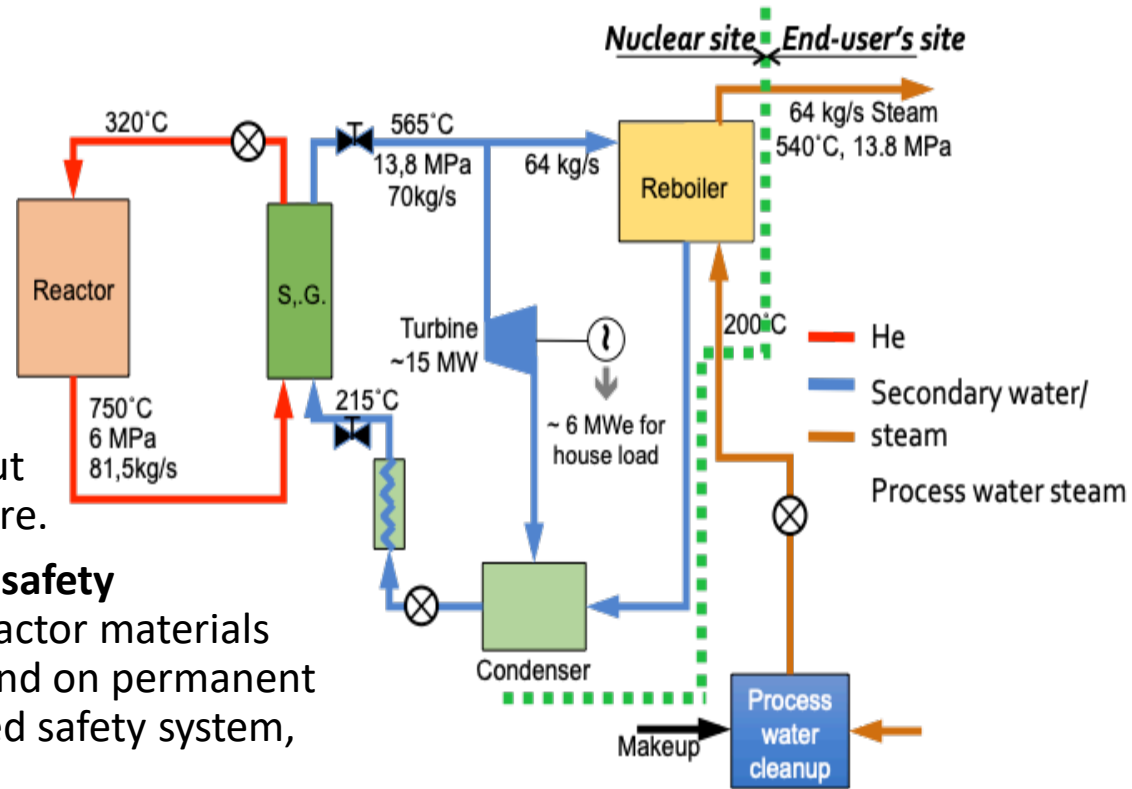 Nuclear site
End-user's site
320˚C
565˚C
13,8 MPa
70kg/s
64 kg/s
64 kg/s Steam
540˚C, 13.8 MPa
Reboiler
Reactor
S,.G.
Turbine
~15 MW
200˚C
He
Secondary water/
steam
Process water steam
750˚C
6 MPa
81,5kg/s
215˚C
~ 6 MWe for
house load
ut
re.
safety
actor materials
nd on permanent
ed safety system,
Condenser
Makeup
Process
water
cleanup